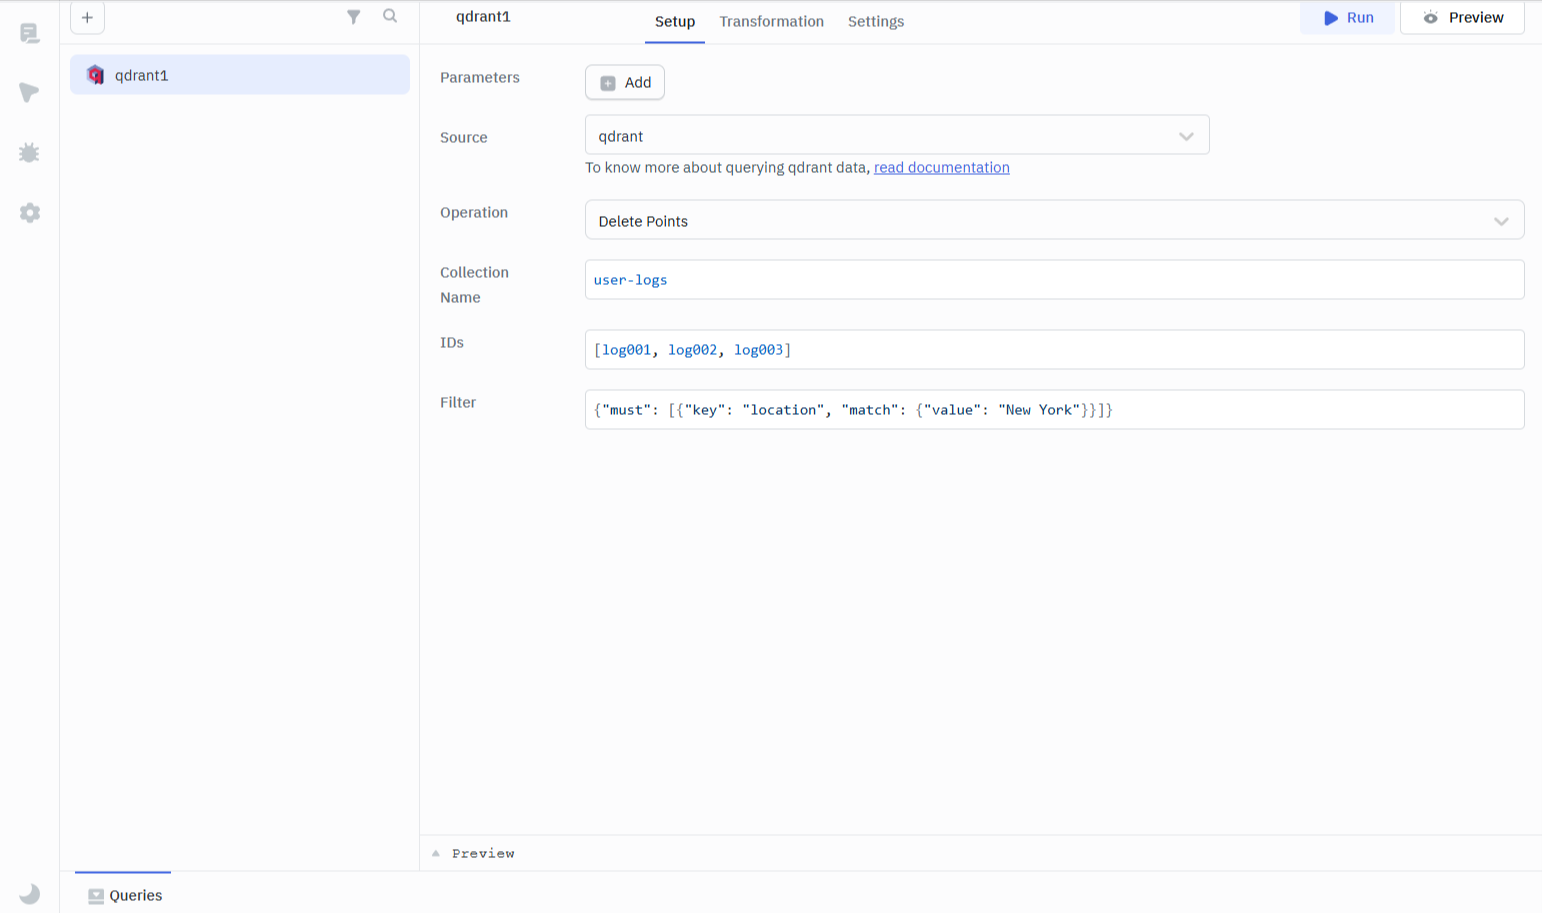 qdrant1
Setup
Transformation
Settings
Run
Preview
qdrant1
Parameters
Add
Source
qdrant
To know more about querying qdrant data, read documentation
Operation
Delete Points
Collection
Name
user-logs
IDs
[log001, log002, log003]
Filter
{"must": [{"key": "location", "match": {"value": "New York"}}]}
Preview
Queries